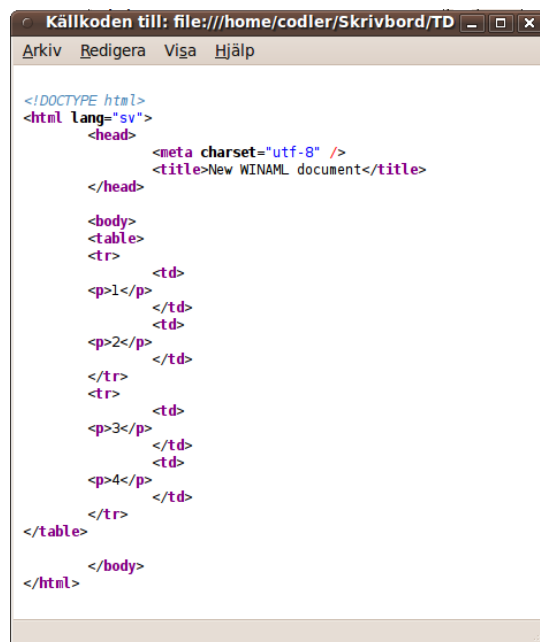 Källkoden till: file:///home/codler/Skrivbord/TD
Arkiv Redigera Visa Hjälp
<!DOCTYPE html>
<html lang="sv">
<head>
<meta charset="utf-8" />
<title>New WINAML document</title>
</head>
<body>
<table>
<tr>
<td>
<p>1</p>
</td>
<td>
<p>2</p>
</td>
</tr>
<tr>
<td>
<p>3</p>
</td>
<td>
<p>4</p>
</td>
</tr>
</table>
</body>
</html>